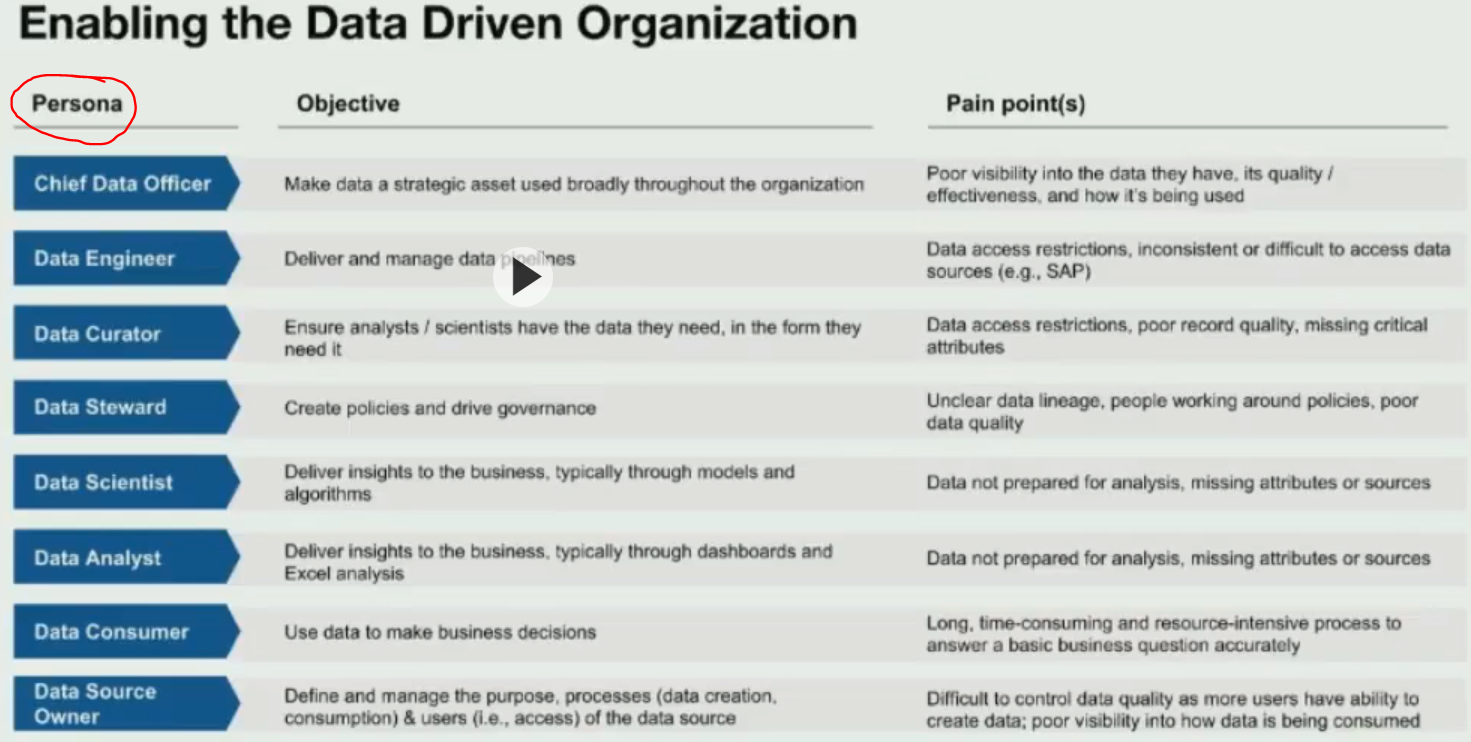 Enabling the Data Driven Organization
Persona
Objective
Pain point(s)
Chief Data Officer
Make data a strategic asset used broadly throughout the organization
Poor visibility into the data they have, its quality /
effectiveness, and how it's being used
Data Engineer
Deliver and manage data pipelines
Data access restrictions, inconsistent or difficult to access data
sources (e.g., SAP)
Data Curator
Ensure analysts / scientists have the data they need, in the form they
need it
Data access restrictions, poor record quality, missing critical
attributes
Data Steward
Create policies and drive governance
Unclear data lineage, people working around policies, poor
data quality
Data Scientist
Deliver insights to the business, typically through models and
algorithms
Data not prepared for analysis, missing attributes or sources
Data Analyst
Deliver insights to the business, typically through dashboards and
Excel analysis
Data not prepared for analysis, missing attributes or sources
Data Consumer
Use data to make business decisions
Long, time-consuming and resource-intensive process to
answer a basic business question accurately
Data Source
Owner
Define and manage the purpose, processes (data creation,
consumption) & users (i.e., access) of the data source
Difficult to control data quality as more users have ability to
create data; poor visibility into how data is being consumed